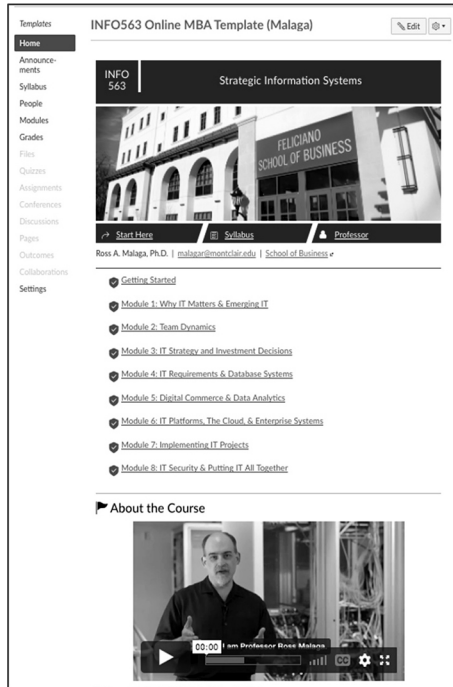 Templates
INFO563 Online MBA Template (Malaga)
Edit
Home
Announce-
ments
Syllabus
People
Modules
Grades
Files
Quizzes
Assignments
Conferences
Discussions
Pages
Outcomes
Collaborations
Settings
INFO
563
Strategic Information Systems
FELICIANO
SCHOOL OF BUSINESS
Start Here
Syllabus
Professor
Ross A. Malaga, Ph.D. | malagar@montclair.edu | School of Business
Getting Started
Module 1: Why IT Matters & Emerging IT
Module 2: Team Dynamics
Module 3: IT Strategy and Investment Decisions
Module 4: IT Requirements & Database Systems
Module 5: Digital Commerce & Data Analytics
Module 6: IT Platforms, The Cloud, & Enterprise Systems
Module 7: Implementing IT Projects
Module 8: IT Security & Putting IT All Together
About the Course
I am Professor Ross Malaga
00:00
CC